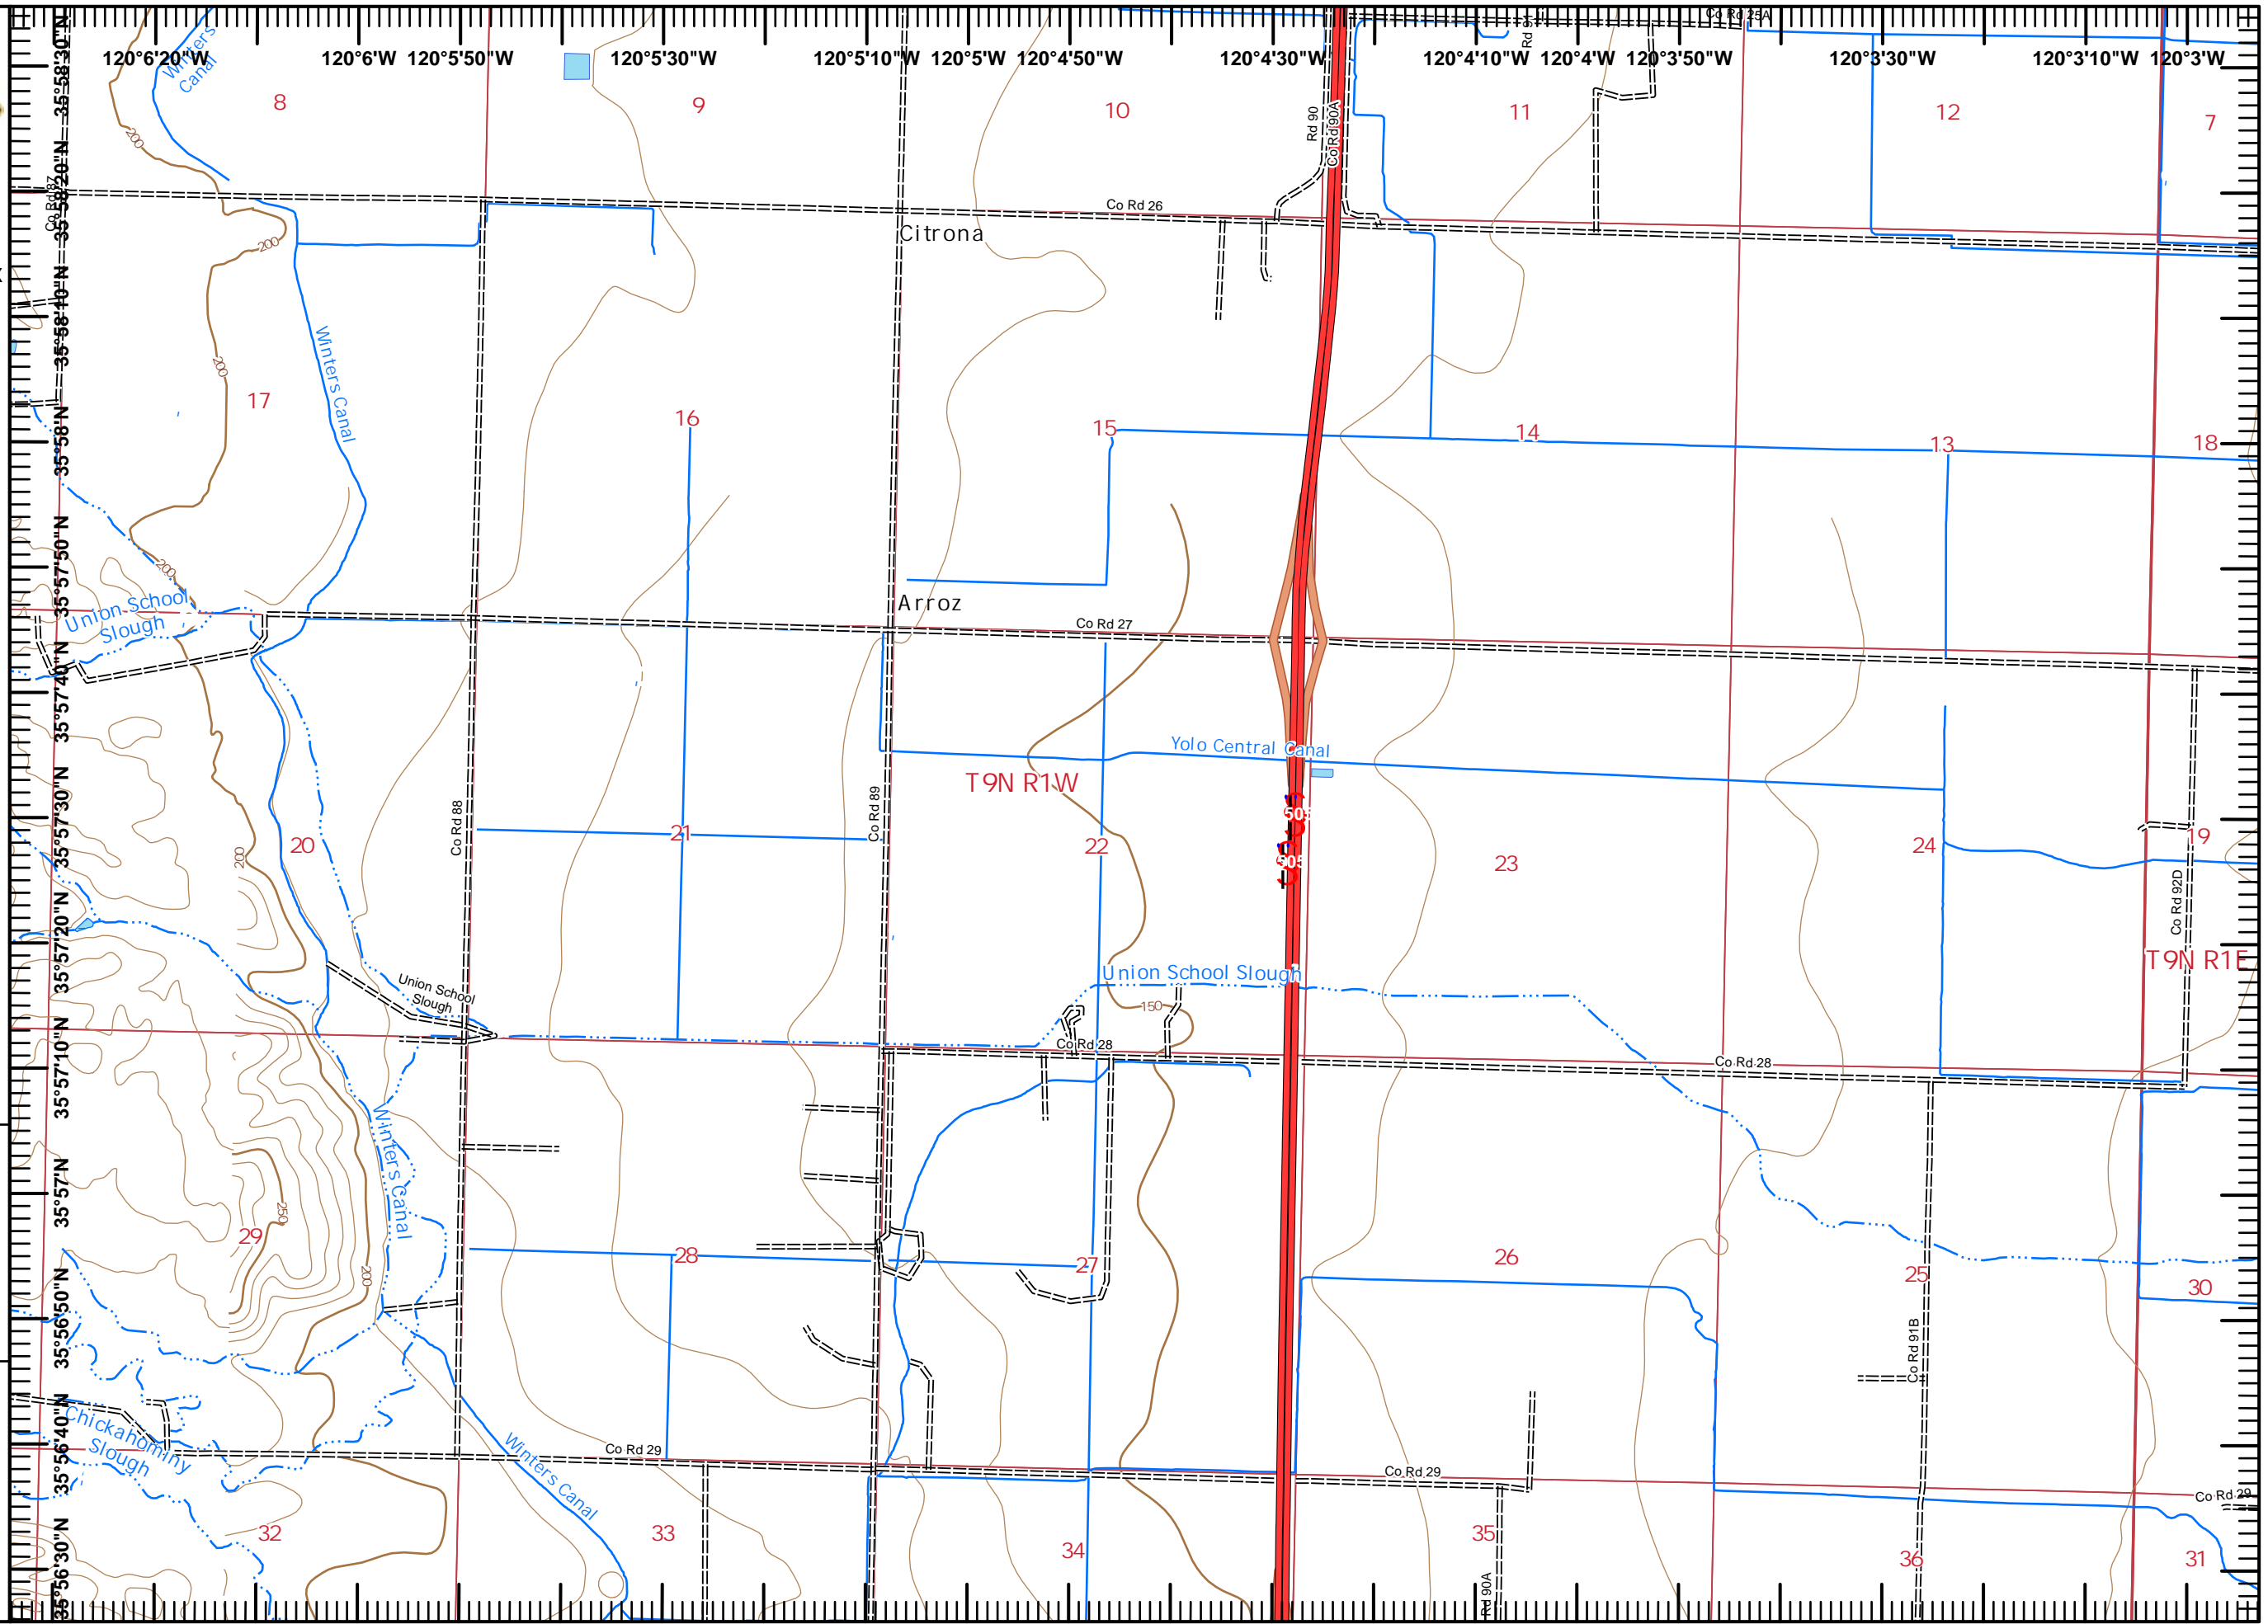 Co Rd 25A
Rd 91
120°6'20"W
120°6'W
120°5'50"W
120°5'30"W
120°5'10"W
120°5'W
120°4'50"W
120°4'30"W
120°4'10"W
120°4'W
120°3'50"W
120°3'30"W
120°3'10"W
120°3'W
35°58'30"N
Winters
Canal
8
9
10
11
12
7
200
Rd 90
Co Rd 90A
35°58'20"N
Co Rd 87
Co Rd 26
Citrona
200
35°58'10"N
Winters Canal
200
17
16
15
14
13
18
35°58'N
35°57'50"N
200
Union School
Slough
Arroz
Co Rd 27
35°57'40"N
Yolo Central Canal
T9N R1W
35°57'30"N
Co Rd 88
Co Rd 89
505
505
200
20
21
22
23
24
19
Co Rd 92D
35°57'20"N
T9N R1E
Union School Slough
Union School
Slough
150
35°57'10"N
Co Rd 28
Co Rd 28
Winters Canal
35°57'N
250
29
28
27
26
25
30
200
35°56'50"N
Co Rd 91B
Chickahominy
Slough
35°56'40"N
Co Rd 29
Winters Canal
Co Rd 29
Co Rd 29
32
33
34
35
36
31
35°56'30"N
Rd 90A